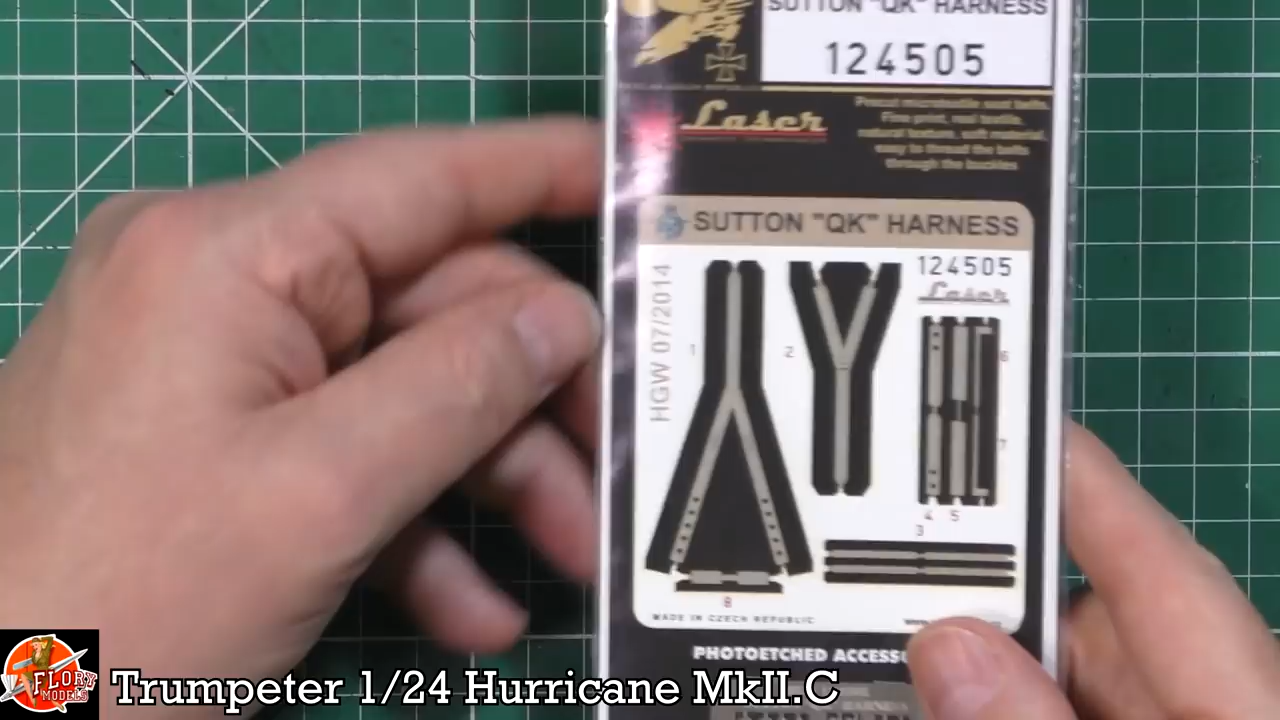 SUTTON "QK" HARNESS
124505
Laser
Precut microtextile seat belts.
Fine print, real textile,
natural texture, soft material,
easy to thread the belts
through the buckles
SUTTON "QK" HARNESS
124505
Laser
HGW 07/2014
1
2
6
7
4 5
3
8
MADE IN CZECH REPUBLIC
PHOTOETCHED
FLORY
MODELS
Trumpeter 1/24 Hurricane MkII.C